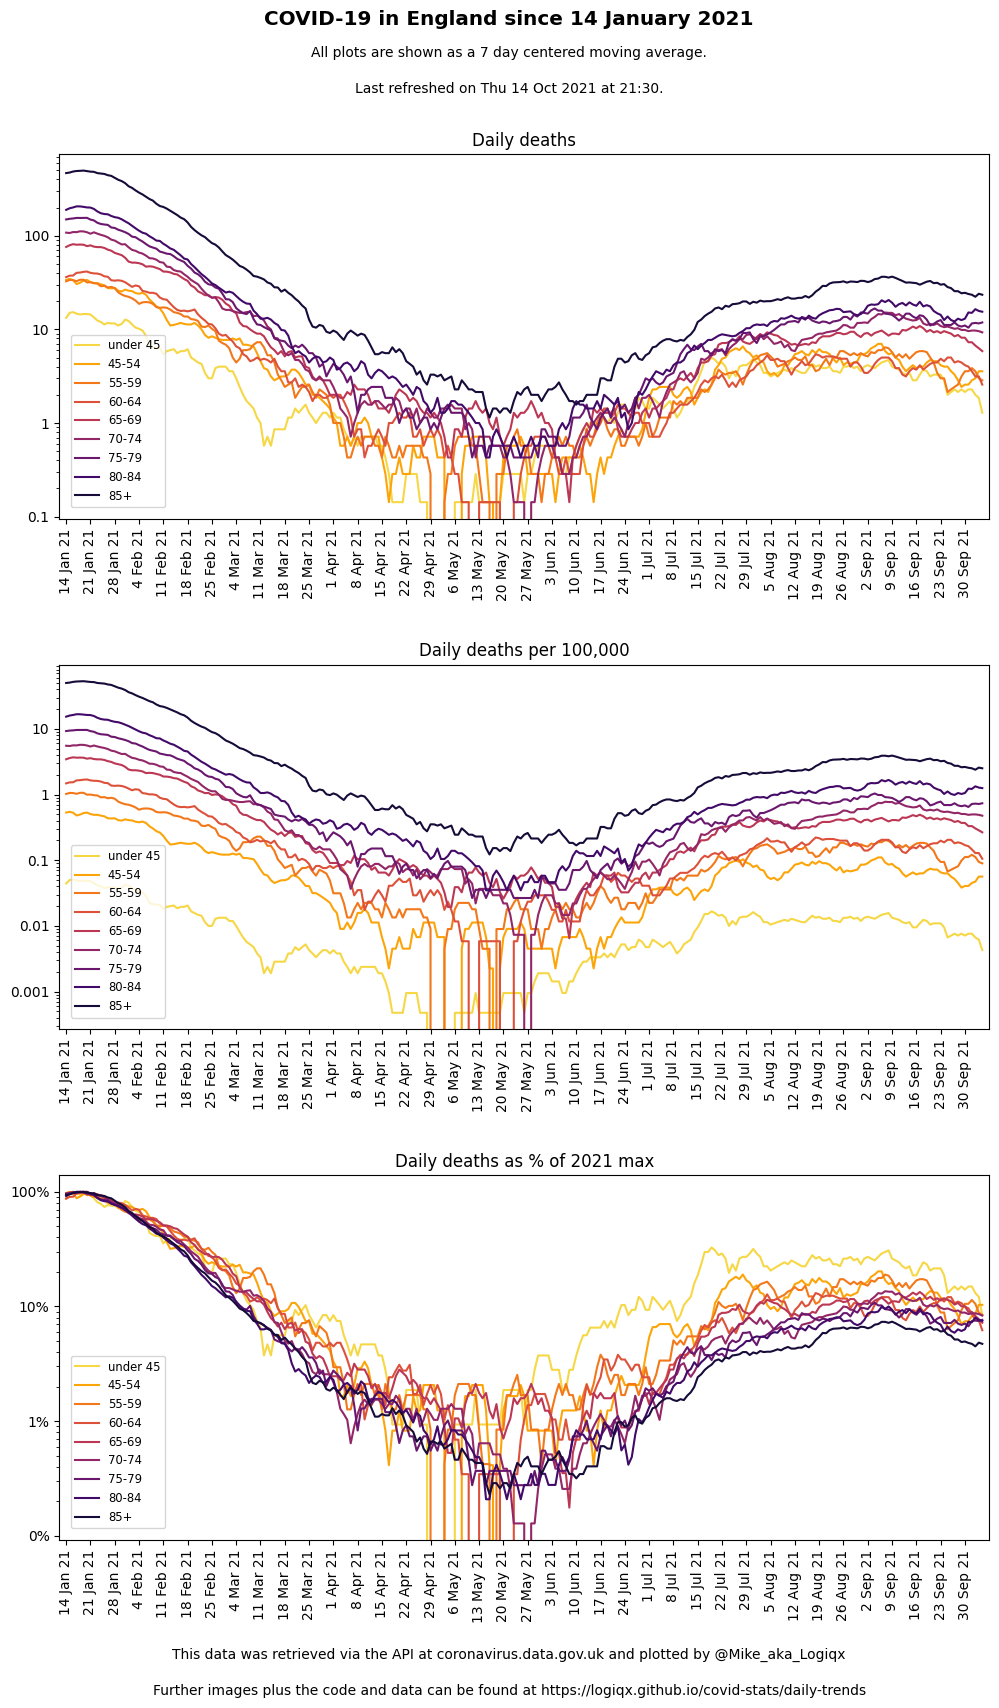 COVID-19 in England since 14 January 2021
All plots are shown as a 7 day centered moving average.
Last refreshed on Thu 14 Oct 2021 at 21:30.
Daily deaths
100
10
1
0.1
under 45
45-54
55-59
60-64
65-69
70-74
75-79
80-84
85+
14 Jan 21
21 Jan 21
28 Jan 21
4 Feb 21
11 Feb 21
18 Feb 21
25 Feb 21
4 Mar 21
11 Mar 21
18 Mar 21
25 Mar 21
1 Apr 21
8 Apr 21
15 Apr 21
22 Apr 21
29 Apr 21
6 May 21
13 May 21
20 May 21
27 May 21
3 Jun 21
10 Jun 21
17 Jun 21
24 Jun 21
1 Jul 21
8 Jul 21
15 Jul 21
22 Jul 21
29 Jul 21
5 Aug 21
12 Aug 21
19 Aug 21
26 Aug 21
2 Sep 21
9 Sep 21
16 Sep 21
23 Sep 21
30 Sep 21
Daily deaths per 100,000
10
1
0.1
0.01
0.001
under 45
45-54
55-59
60-64
65-69
70-74
75-79
80-84
85+
14 Jan 21
21 Jan 21
28 Jan 21
4 Feb 21
11 Feb 21
18 Feb 21
25 Feb 21
4 Mar 21
11 Mar 21
18 Mar 21
25 Mar 21
1 Apr 21
8 Apr 21
15 Apr 21
22 Apr 21
29 Apr 21
6 May 21
13 May 21
20 May 21
27 May 21
3 Jun 21
10 Jun 21
17 Jun 21
24 Jun 21
1 Jul 21
8 Jul 21
15 Jul 21
22 Jul 21
29 Jul 21
5 Aug 21
12 Aug 21
19 Aug 21
26 Aug 21
2 Sep 21
9 Sep 21
16 Sep 21
23 Sep 21
30 Sep 21
Daily deaths as % of 2021 max
100%
10%
1%
0%
under 45
45-54
55-59
60-64
65-69
70-74
75-79
80-84
85+
14 Jan 21
21 Jan 21
28 Jan 21
4 Feb 21
11 Feb 21
18 Feb 21
25 Feb 21
4 Mar 21
11 Mar 21
18 Mar 21
25 Mar 21
1 Apr 21
8 Apr 21
15 Apr 21
22 Apr 21
29 Apr 21
6 May 21
13 May 21
20 May 21
27 May 21
3 Jun 21
10 Jun 21
17 Jun 21
24 Jun 21
1 Jul 21
8 Jul 21
15 Jul 21
22 Jul 21
29 Jul 21
5 Aug 21
12 Aug 21
19 Aug 21
26 Aug 21
2 Sep 21
9 Sep 21
16 Sep 21
23 Sep 21
30 Sep 21
This data was retrieved via the API at coronavirus.data.gov.uk and plotted by @Mike_aka_Logiqx
Further images plus the code and data can be found at https://logiqx.github.io/covid-stats/daily-trends